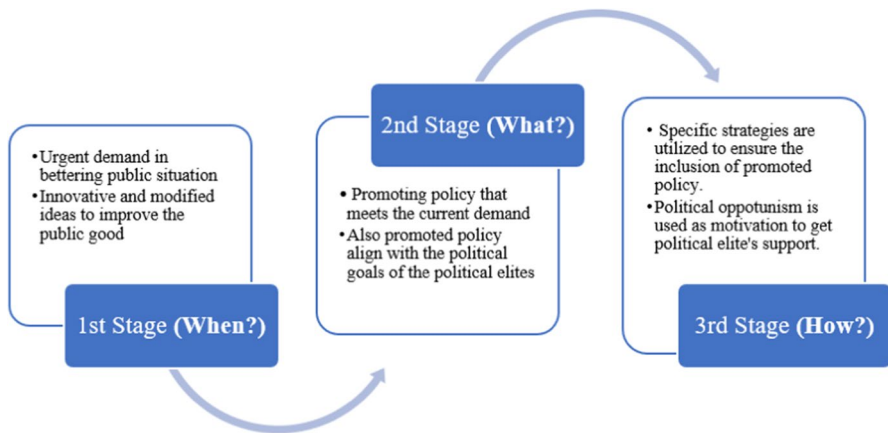 •Urgent demand in
bettering public situation
•Innovative and modified
ideas to improve the
public good
1st Stage (When?)
2nd Stage (What?)
• Promoting policy that
meets the current demand
•Also promoted policy
align with the political
goals of the political elites
• Specific strategies are
utilized to ensure the
inclusion of promoted
policy.
•Political oppotunism is
used as motivation to get
political elite's support.
3rd Stage (How?)